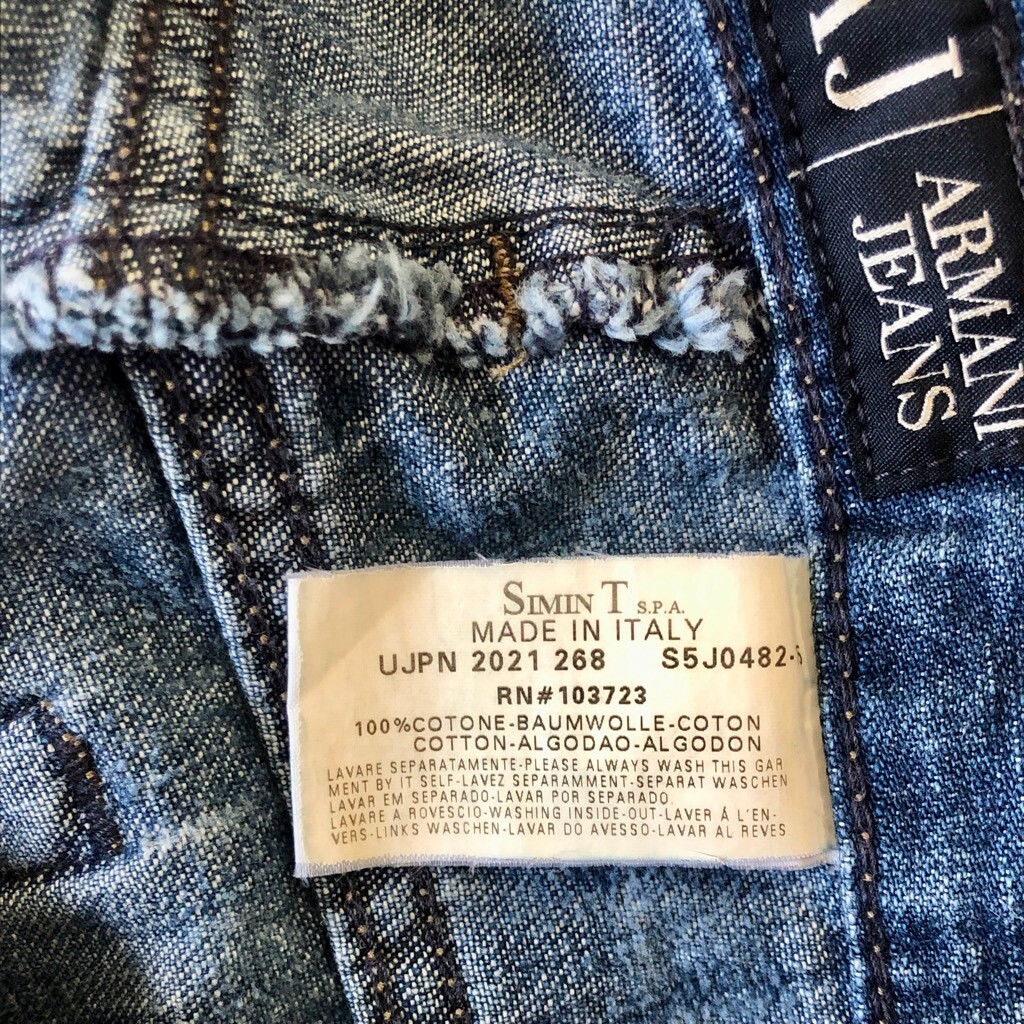 AJ
ARMANI
JEANS
SIMIN T S.P.A.
MADE IN ITALY
UJPN 2021 268 S5J0482-
RN#103723
100%COTONE-BAUMWOLLE-COTON
COTTON-ALGODAO-ALGODON
LAVARE SEPARATAMENTE-PLEASE ALWAYS WASH THIS GAR
MENT BY IT SELF-LAVEZ SEPARAMMENT-SEPARAT WASCHEN
LAVAR EM SEPARADO-LAVAR POR SEPARADO.
LAVARE A ROVESCIO-WASHING INSIDE-OUT-LAVER Á L'EN-
VERS-LINKS WASCHEN-LAVAR DO AVESSO-LAVAR AL REVES